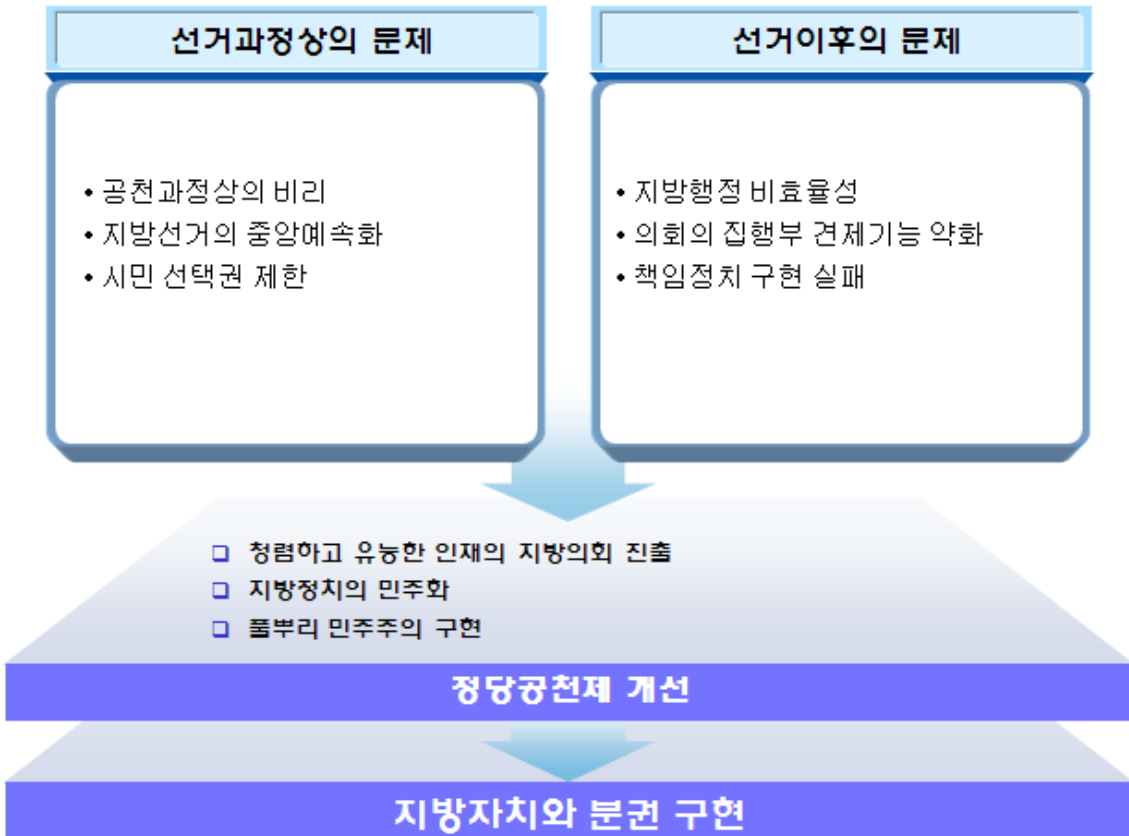 선거과정상의 문제
• 공천과정상의 비리
• 지방선거의 중앙예속화
• 시민 선택권 제한
선거이후의 문제
• 지방행정 비효율성
• 의회의 집행부 견제기능 약화
• 책임정치 구현 실패
❑ 청렴하고 유능한 인재의 지방의회 진출
❑ 지방정치의 민주화
❑ 풀뿌리 민주주의 구현
정당공천제 개선
지방자치와 분권 구현